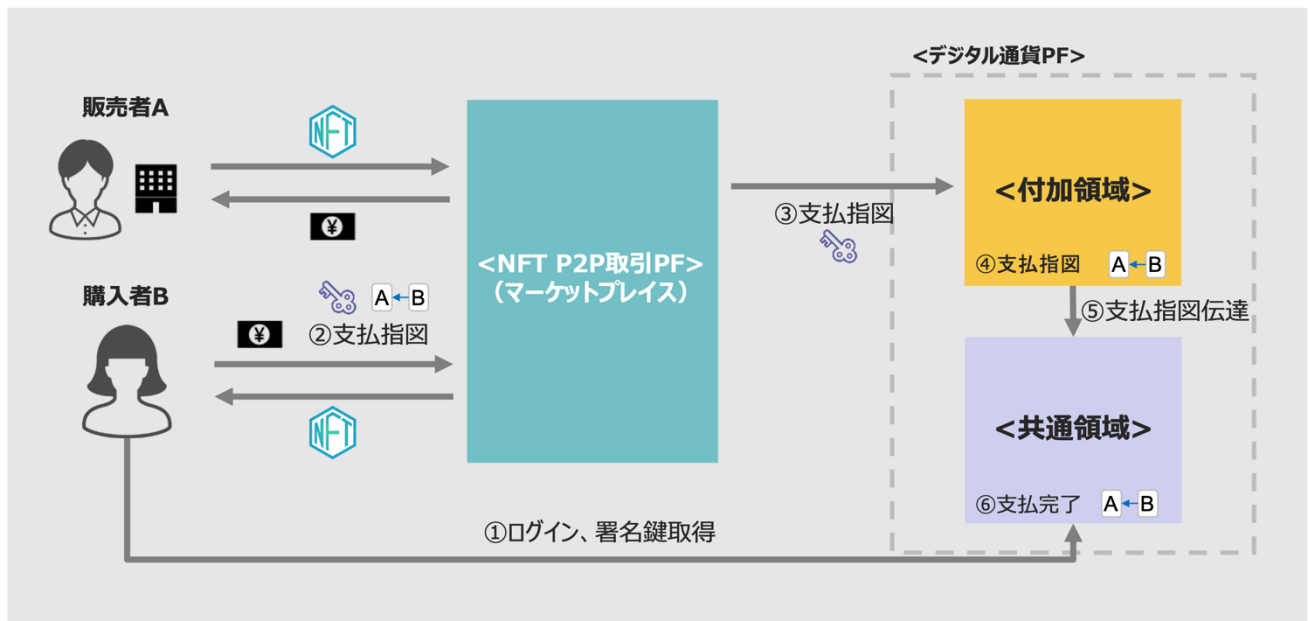 <デジタル通貨PF>
販売者A
NFT
¥
<付加領域>
③支払指図
④支払指図 A B
<NFT P2P取引PF>
(マーケットプレイス)
購入者B
A B
¥
②支払指図
⑤支払指図伝達
NFT
<共通領域>
⑥支払完了 A B
①ログイン、署名鍵取得